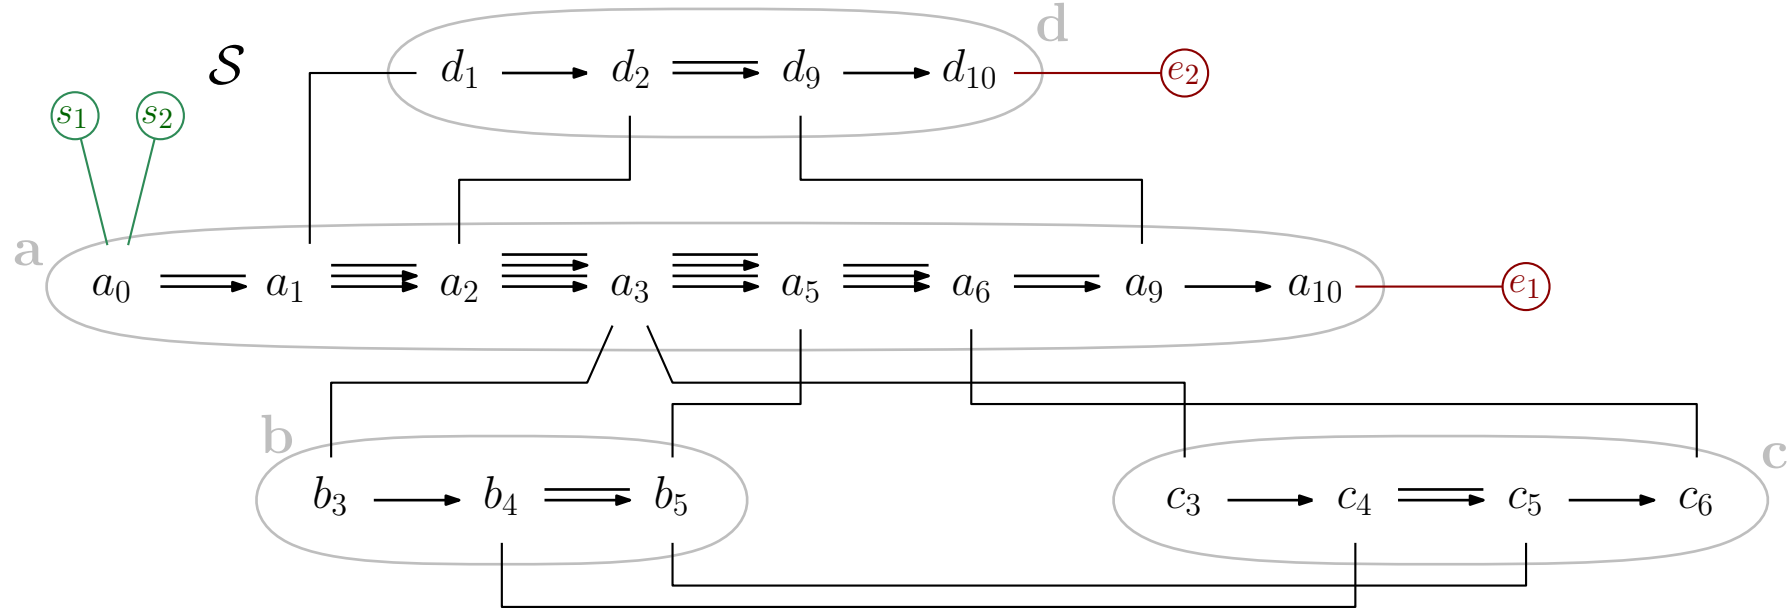 d
𝒮 d₁ d₂ d₉ d₁₀ e₂
s₁ s₂
a
a₀ a₁ a₂ a₃ a₅ a₆ a₉ a₁₀ e₁
b c
b₃ b₄ b₅ c₃ c₄ c₅ c₆